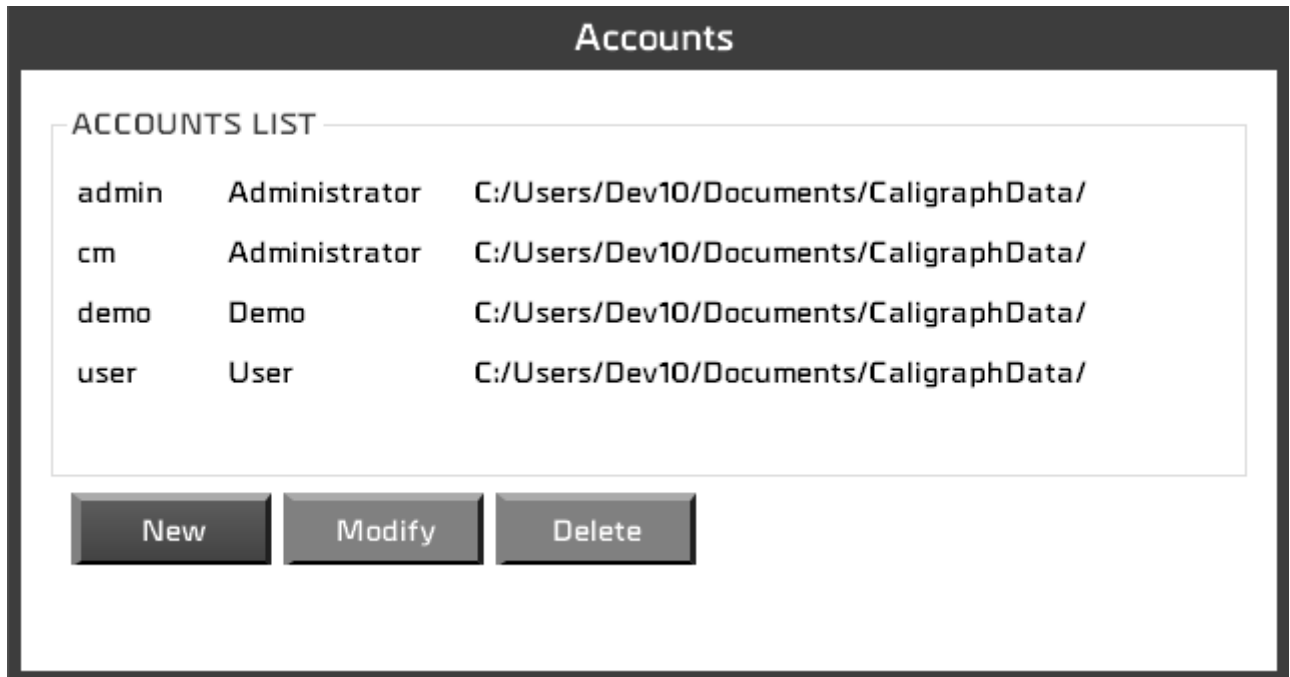 Accounts
ACCOUNTS LIST
admin Administrator C:/Users/Dev10/Documents/CaligraphData/
cm Administrator C:/Users/Dev10/Documents/CaligraphData/
demo Demo C:/Users/Dev10/Documents/CaligraphData/
user User C:/Users/Dev10/Documents/CaligraphData/
New Modify Delete